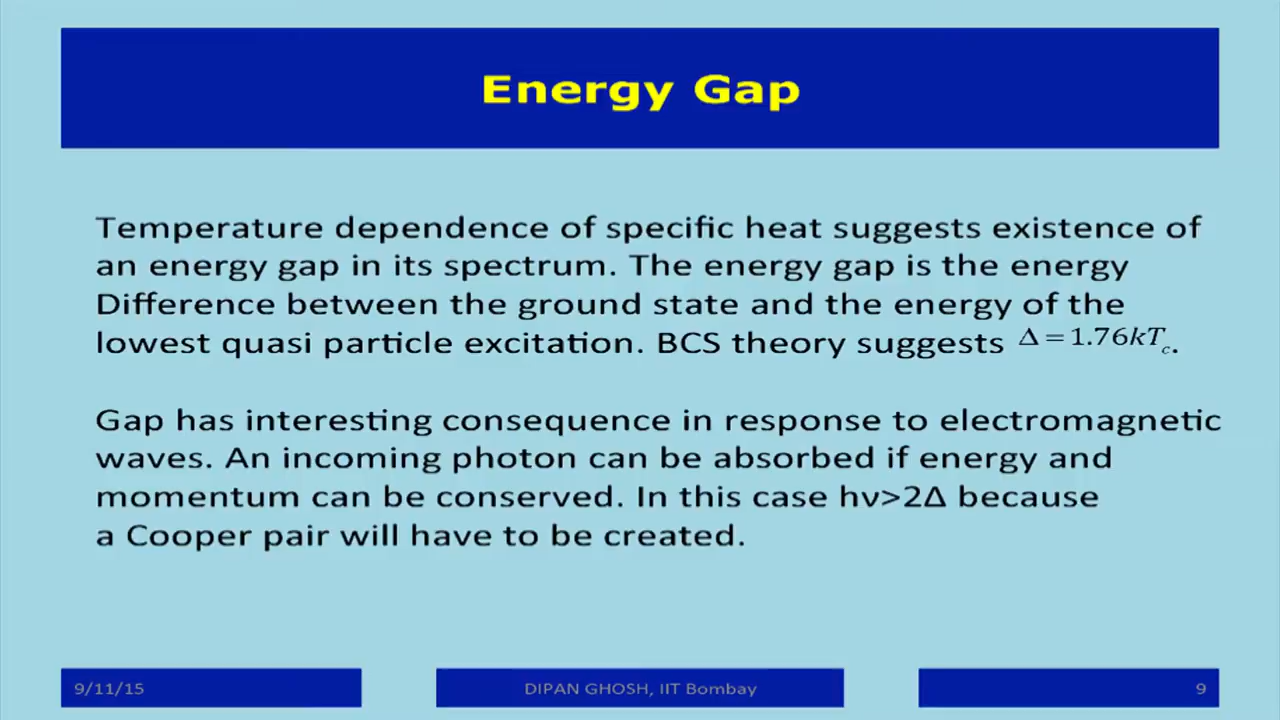 Energy Gap
Temperature dependence of specific heat suggests existence of
an energy gap in its spectrum. The energy gap is the energy
Difference between the ground state and the energy of the
lowest quasi particle excitation. BCS theory suggests Δ=1.76kT_c.
Gap has interesting consequence in response to electromagnetic
waves. An incoming photon can be absorbed if energy and
momentum can be conserved. In this case hν>2Δ because
a Cooper pair will have to be created.
9/11/15
DIPAN GHOSH, IIT Bombay
9